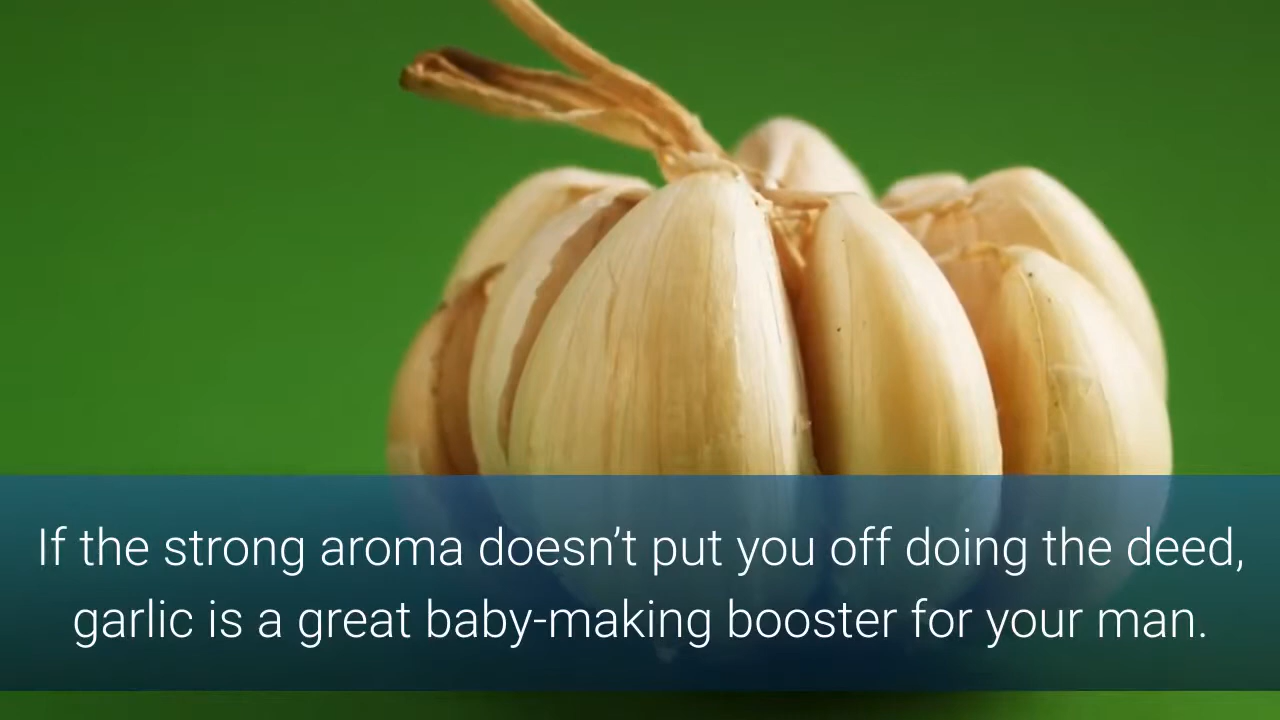 If the strong aroma doesn’t put you off doing the deed,
garlic is a great baby-making booster for your man.